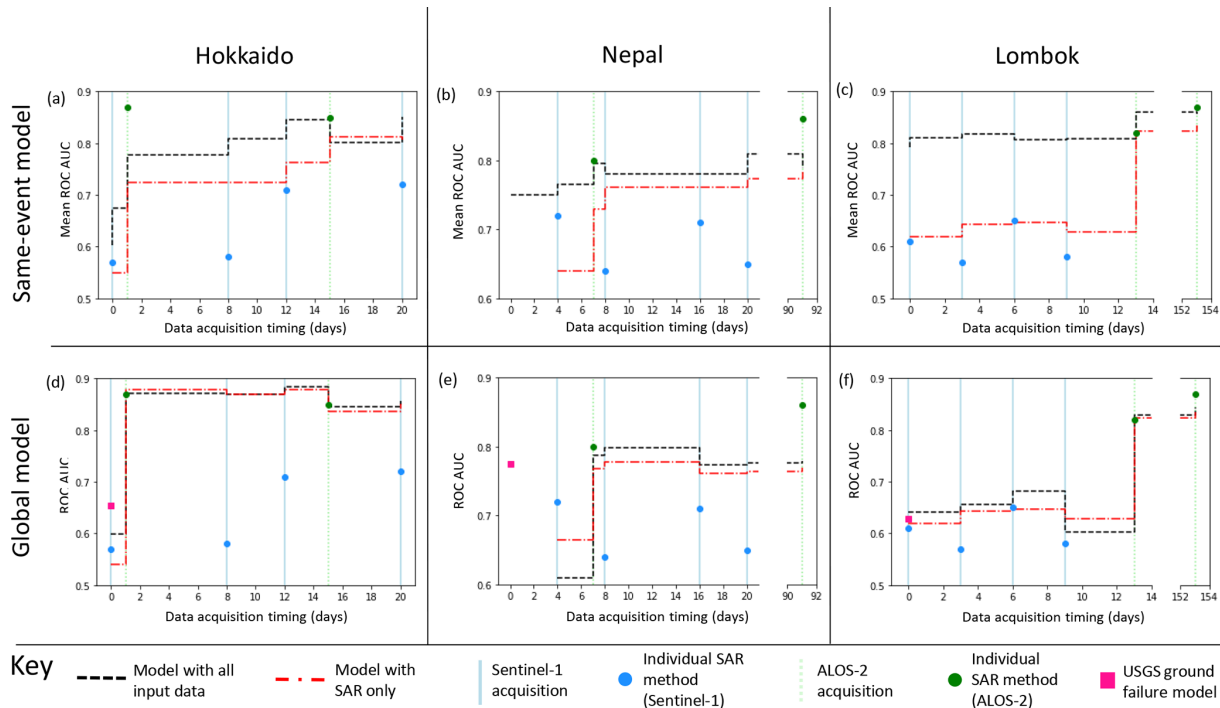 Hokkaido
Nepal
Lombok
Same-event model
(a)
0.9
0.8
0.7
0.6
0.5
Mean ROC AUC
0 2 4 6 8 10 12 14 16 18 20
Data acquisition timing (days)
(b)
0.9
0.8
0.7
0.6
Mean ROC AUC
0 2 4 6 8 10 12 14 16 18 20 90 92
Data acquisition timing (days)
(c)
0.9
0.8
0.7
0.6
0.5
Mean ROC AUC
0 2 4 6 8 10 12 14 152 154
Data acquisition timing (days)
Global model
(d)
0.9
0.8
0.7
0.6
0.5
ROC AUC
0 2 4 6 8 10 12 14 16 18 20
Data acquisition timing (days)
(e)
0.9
0.8
0.7
0.6
ROC AUC
0 2 4 6 8 10 12 14 16 18 20 90 92
Data acquisition timing (days)
(f)
0.9
0.8
0.7
0.6
0.5
ROC AUC
0 2 4 6 8 10 12 14 152 154
Data acquisition timing (days)
Key
Model with all
input data
Model with
SAR only
Sentinel-1
acquisition
Individual SAR
method
(Sentinel-1)
ALOS-2
acquisition
Individual
SAR method
(ALOS-2)
USGS ground
failure model